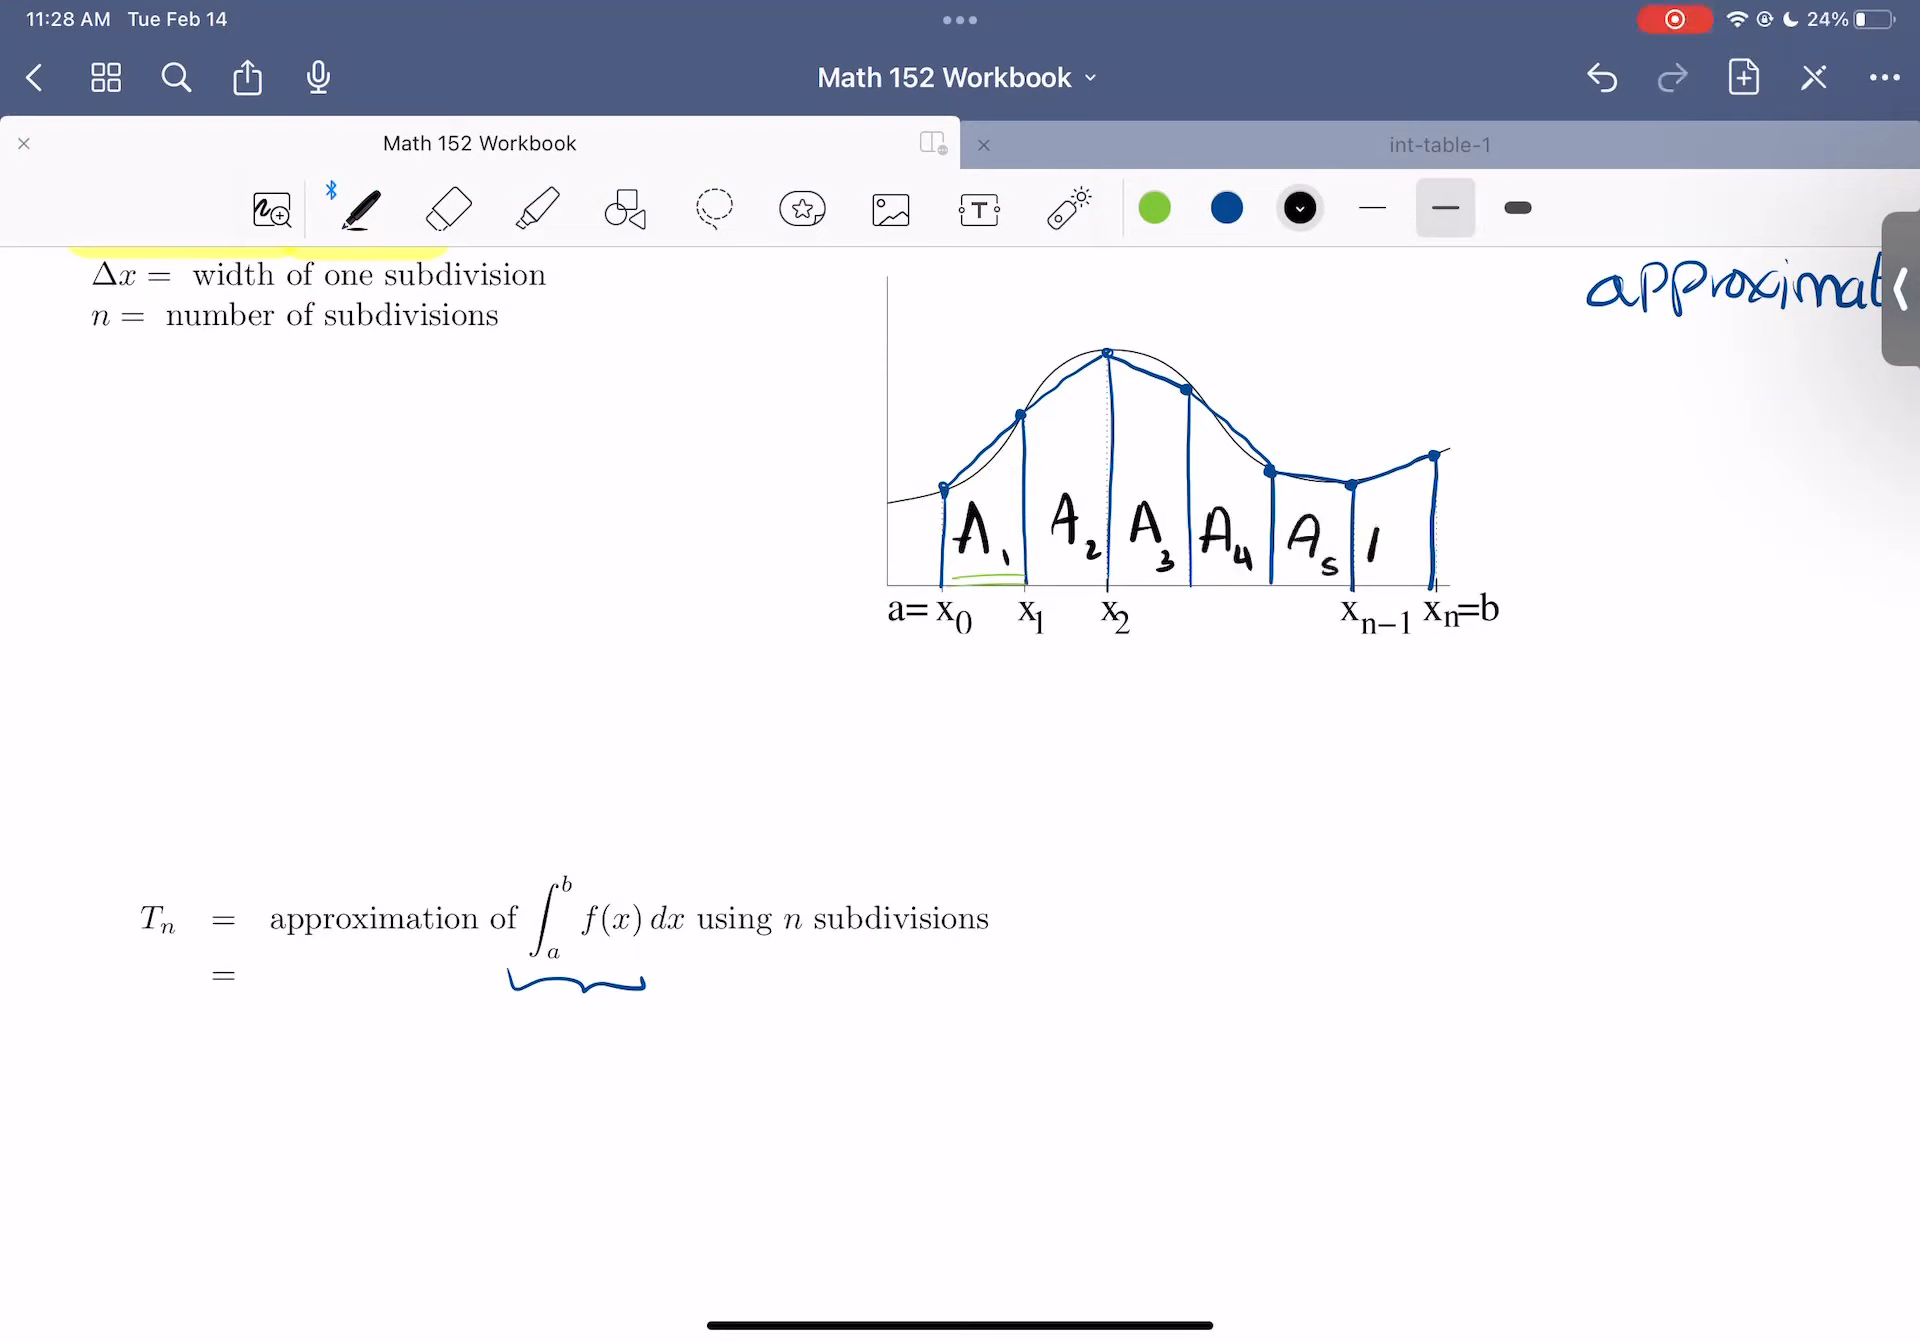 11:28 AM Tue Feb 14
24%
Math 152 Workbook
Math 152 Workbook
int-table-1
T
Δx = width of one subdivision
n = number of subdivisions
approximat
A₁ A₂ A₃ A₄ A₅
a=x₀ x₁ x₂ xₙ₋₁ xₙ=b
Tₙ = approximation of ∫ₐᵇ f(x) dx using n subdivisions
=